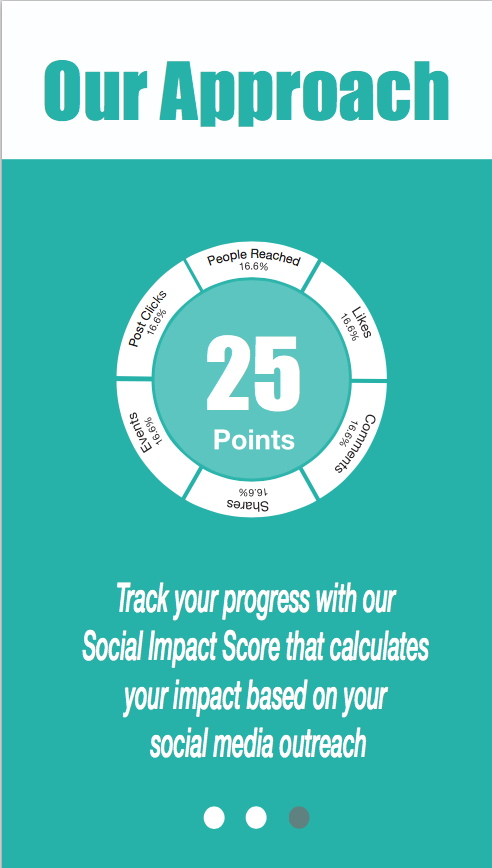 Our Approach
People Reached
16.6%
Likes
16.6%
Comments
16.6%
Shares
16.6%
Events
16.6%
Post Clicks
16.6%
25
Points
Track your progress with our
Social Impact Score that calculates
your impact based on your
social media outreach